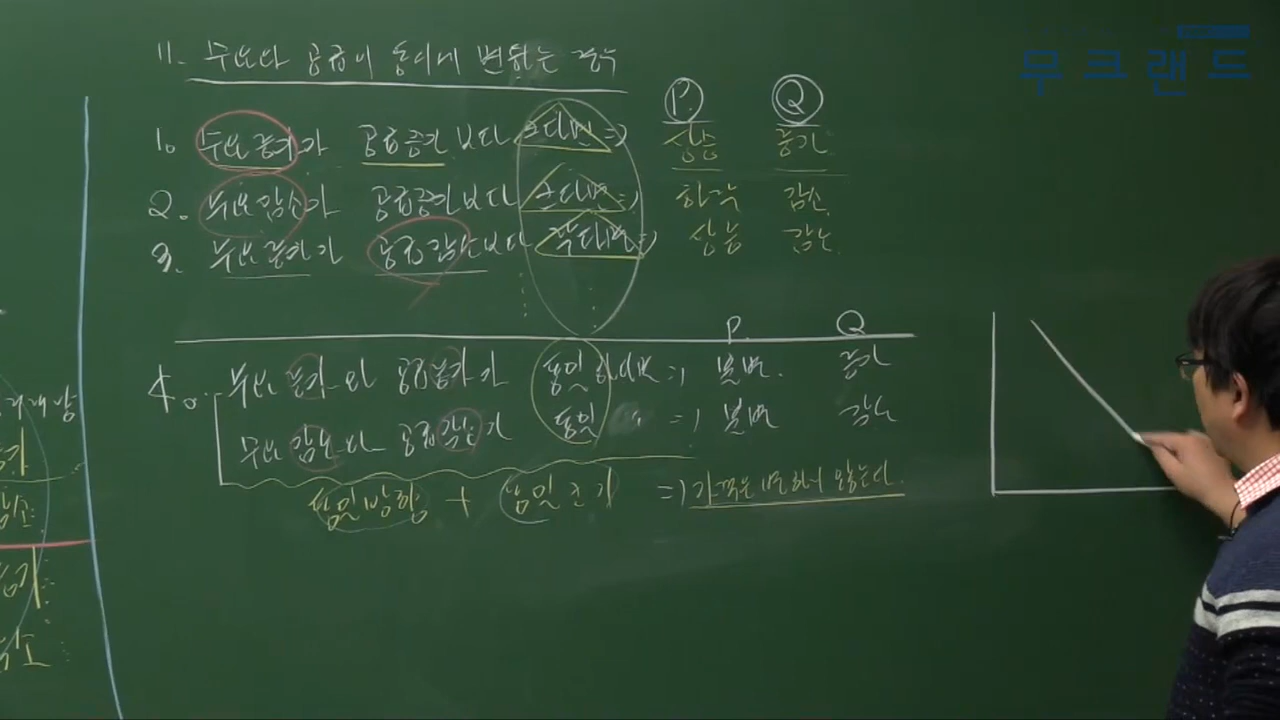 무크랜드
11. 수요와 공급이 동시에 변하는 경우
P. Q
1. 수요증가가 공급증가보다 크다면 => 상승 증가
2. 수요감소가 공급증가보다 크다면 => 하락 감소
3. 수요증가가 공급감소보다 작다면 => 상승 감소
P. Q
4. 수요증가와 공급증가가 동일하다면 => 불변. 증가
수요감소와 공급감소가 동일 〃 => 불변 감소
동일방향 + 동일크기 => 가격은 변하지 않는다.